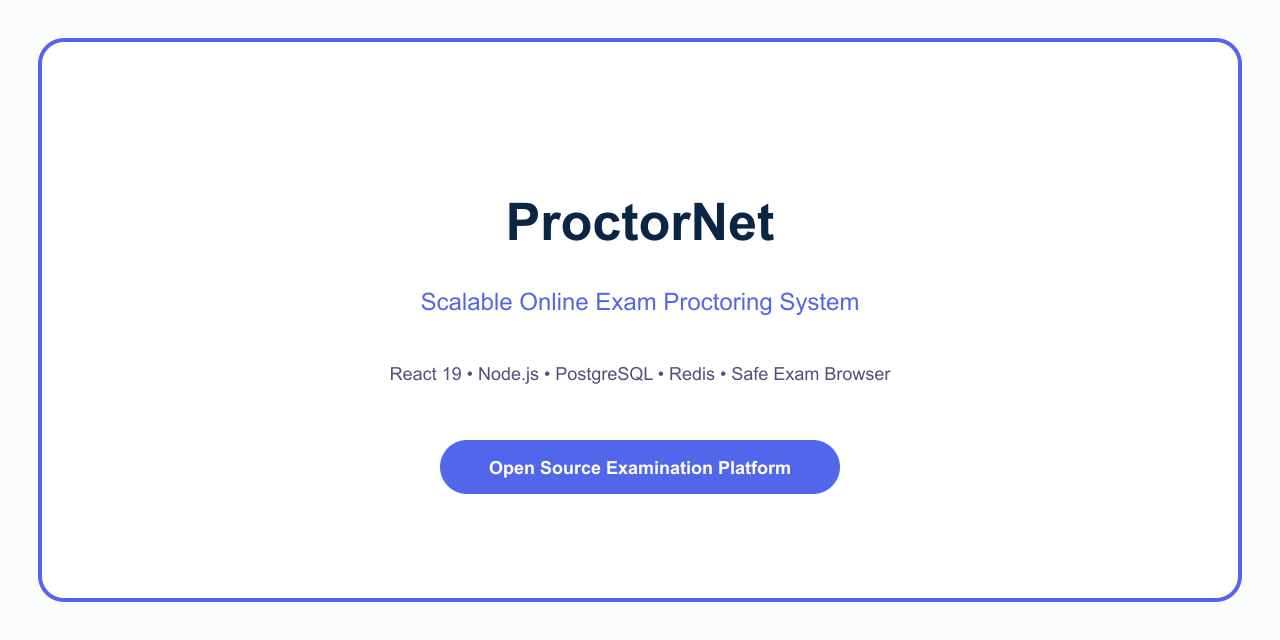 ProctorNet
Scalable Online Exam Proctoring System
React 19 • Node.js • PostgreSQL • Redis • Safe Exam Browser
Open Source Examination Platform